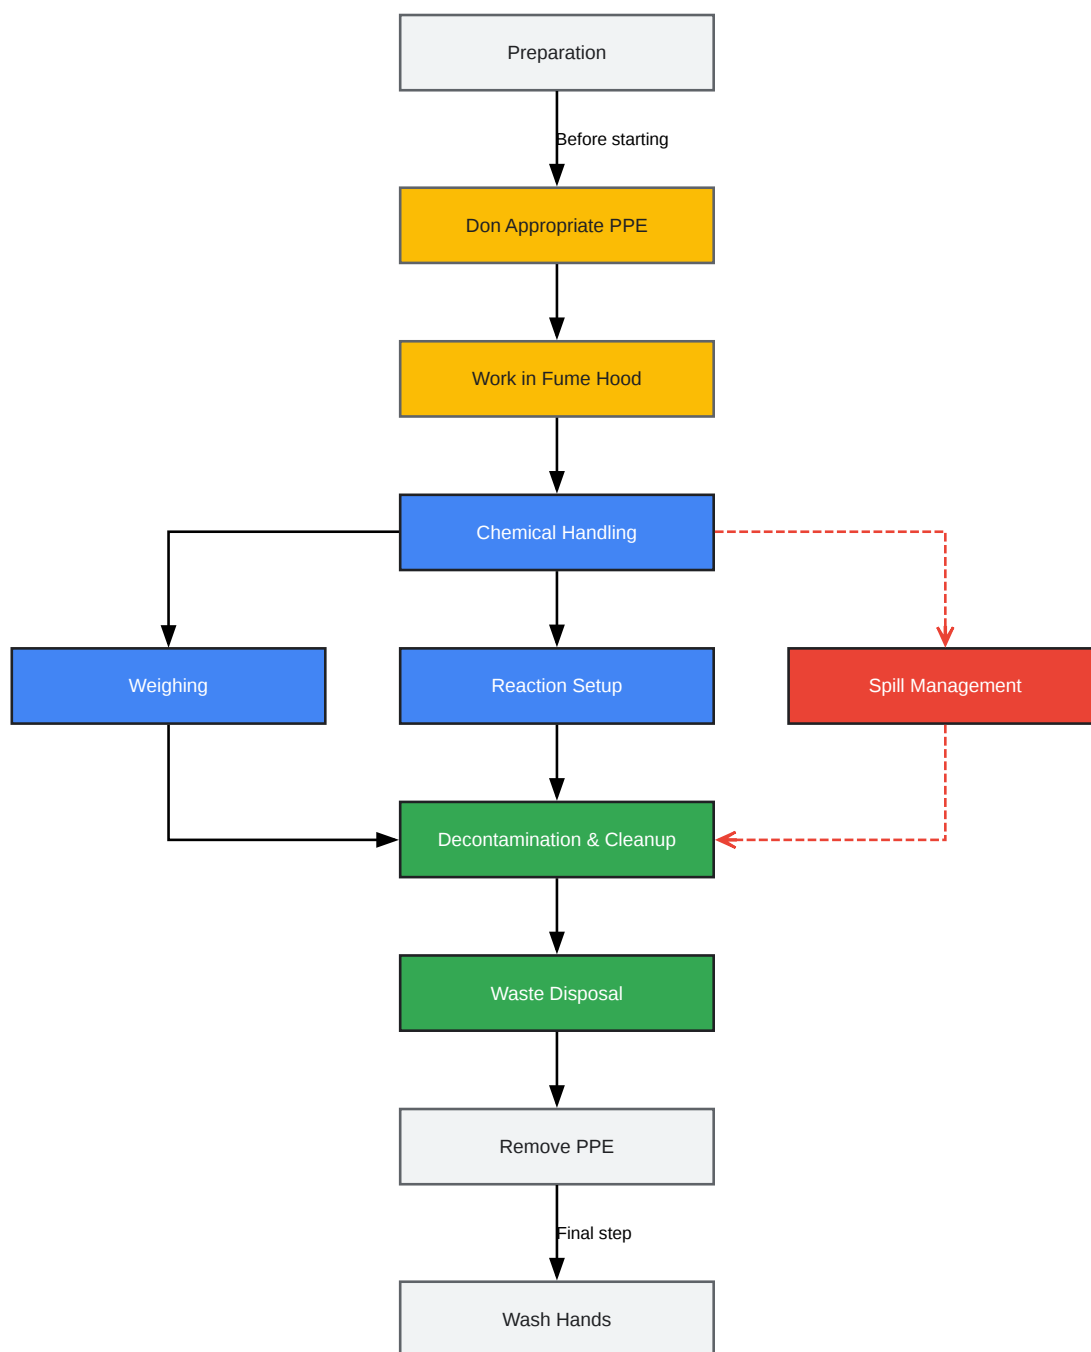 Preparation
Before starting
Don Appropriate PPE
Work in Fume Hood
Chemical Handling
Weighing
Reaction Setup
Spill Management
Decontamination & Cleanup
Waste Disposal
Remove PPE
Final step
Wash Hands